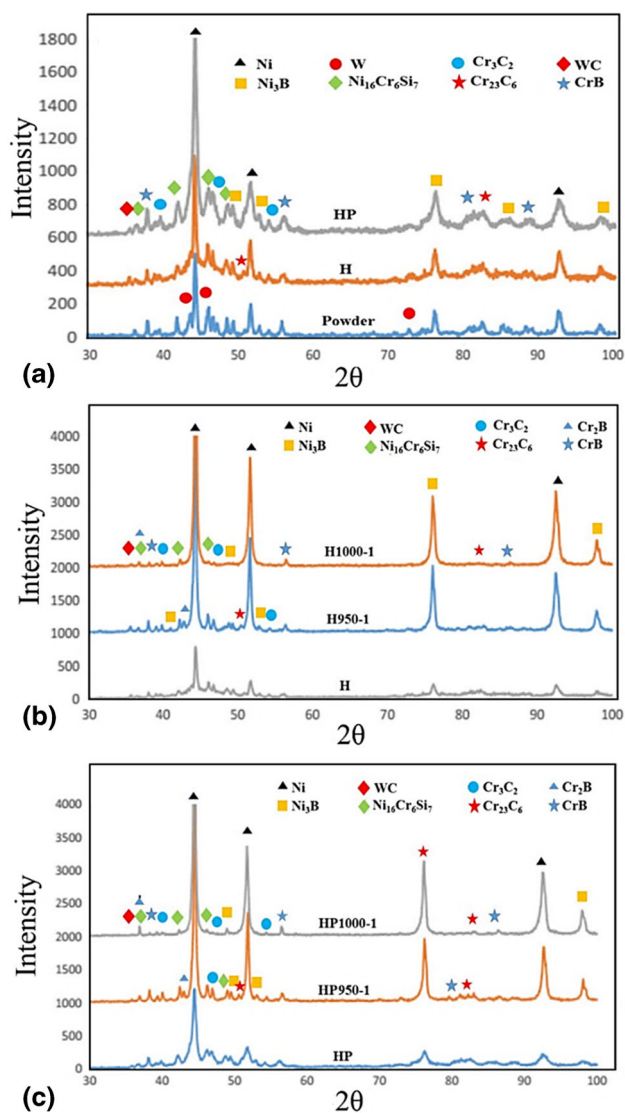 Ni W Cr3C2 WC
Ni3B Ni16Cr6Si7 Cr23C6 CrB
1800
1600
1400
1200
1000
800
600
400
200
0
Intensity
HP
H
Powder
30 40 50 60 70 80 90 100
2θ
(a)
Ni WC Cr3C2 Cr2B
Ni3B Ni16Cr6Si7 Cr23C6 CrB
4000
3500
3000
2500
2000
1500
1000
500
0
Intensity
H1000-1
H950-1
H
30 40 50 60 70 80 90 100
2θ
(b)
Ni WC Cr3C2 Cr2B
Ni3B Ni16Cr6Si7 Cr23C6 CrB
4000
3500
3000
2500
2000
1500
1000
500
0
Intensity
HP1000-1
HP950-1
HP
30 40 50 60 70 80 90 100
2θ
(c)